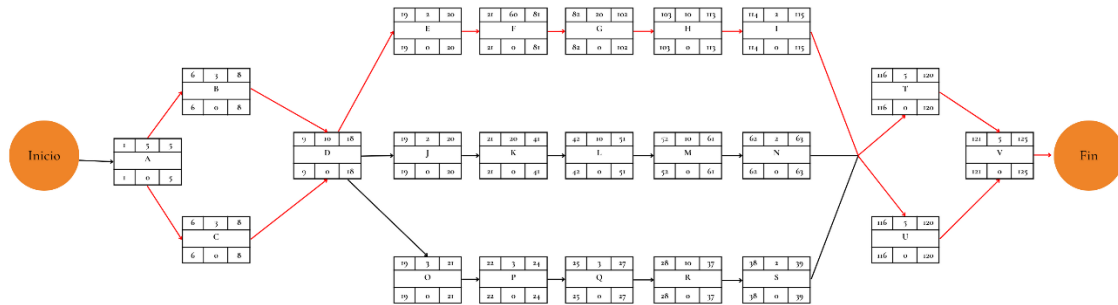 19 2 20
E
19 0 20
21 60 81
F
21 0 81
82 20 102
G
82 0 102
103 10 113
H
103 0 113
114 2 115
I
114 0 115
6 3 8
B
6 0 8
116 5 120
T
116 0 120
Inicio
1 5 5
A
1 0 5
9 10 18
D
9 0 18
19 2 20
J
19 0 20
21 20 41
K
21 0 41
42 10 51
L
42 0 51
52 10 61
M
52 0 61
62 2 63
N
62 0 63
121 5 125
V
121 0 125
Fin
6 3 8
C
6 0 8
116 5 120
U
116 0 120
19 3 21
O
19 0 21
22 3 24
P
22 0 24
25 3 27
Q
25 0 27
28 10 37
R
28 0 37
38 2 39
S
38 0 39